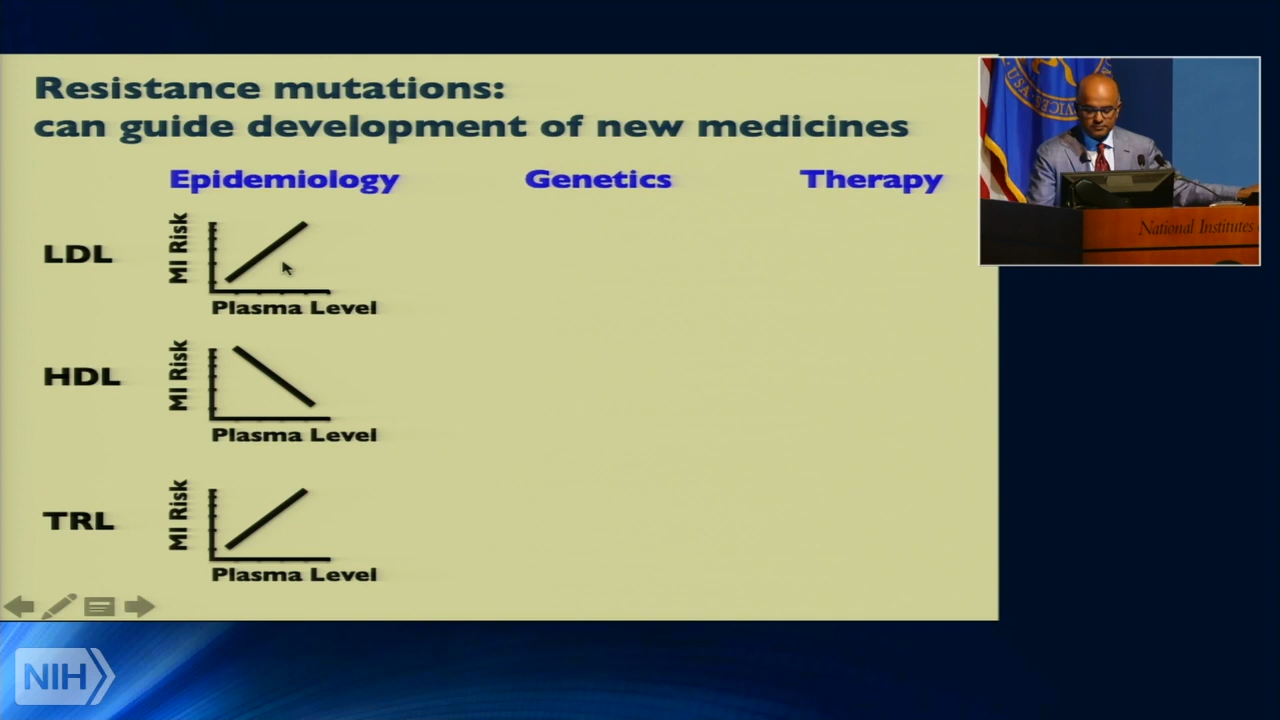 Resistance mutations:
can guide development of new medicines
Epidemiology Genetics Therapy
LDL
MI Risk
Plasma Level
HDL
MI Risk
Plasma Level
TRL
MI Risk
Plasma Level
National Institutes
USA
NIH